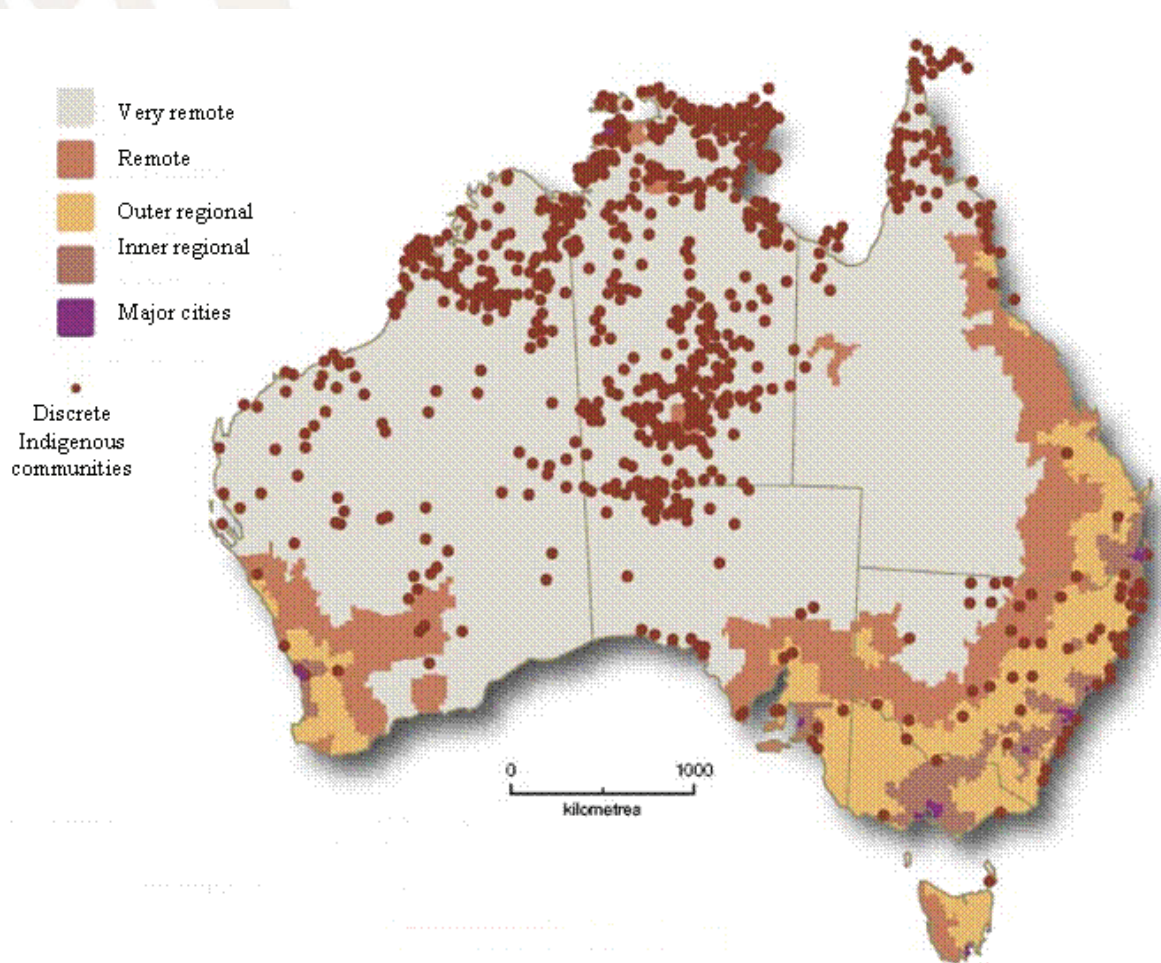 Very remote
Remote
Outer regional
Inner regional
Major cities
Discrete
Indigenous
communities
0 1000
kilometres